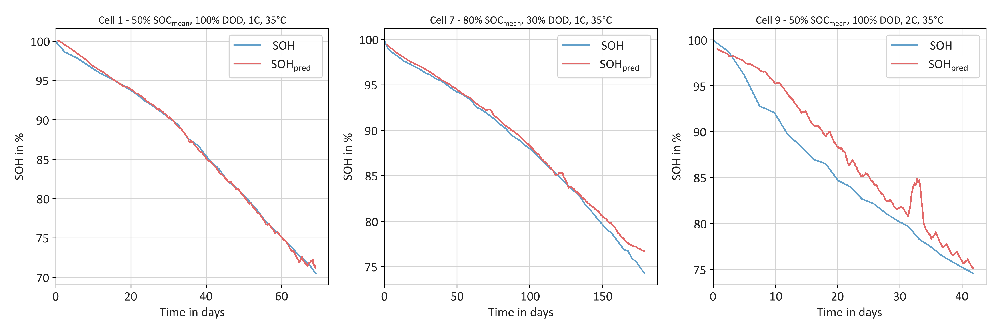 Cell 1 - 50% SOCmean, 100% DOD, 1C, 35°C
SOH in %
100
95
90
85
80
75
70
0 20 40 60
Time in days
SOH
SOHpred
Cell 7 - 80% SOCmean, 30% DOD, 1C, 35°C
SOH in %
100
95
90
85
80
75
0 50 100 150
Time in days
SOH
SOHpred
Cell 9 - 50% SOCmean, 100% DOD, 2C, 35°C
SOH in %
100
95
90
85
80
75
0 10 20 30 40
Time in days
SOH
SOHpred